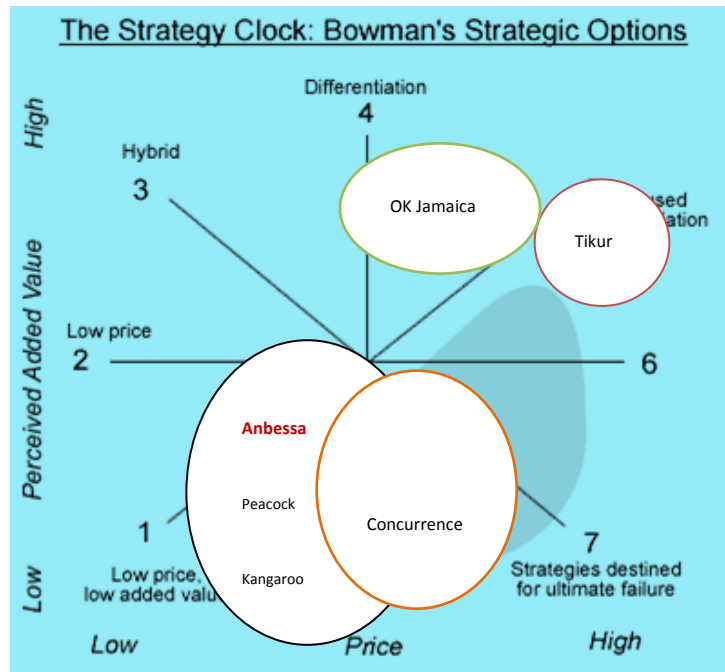 The Strategy Clock: Bowman's Strategic Options
Differentiation
4
High
Hybrid
3
OK Jamaica
Tikur
Perceived Added Value
Low price
2
6
Anbessa
Peacock
Concurrence
Kangaroo
1
Low price,
low added
7
Strategies destined
for ultimate failure
Low
Low
Price
High